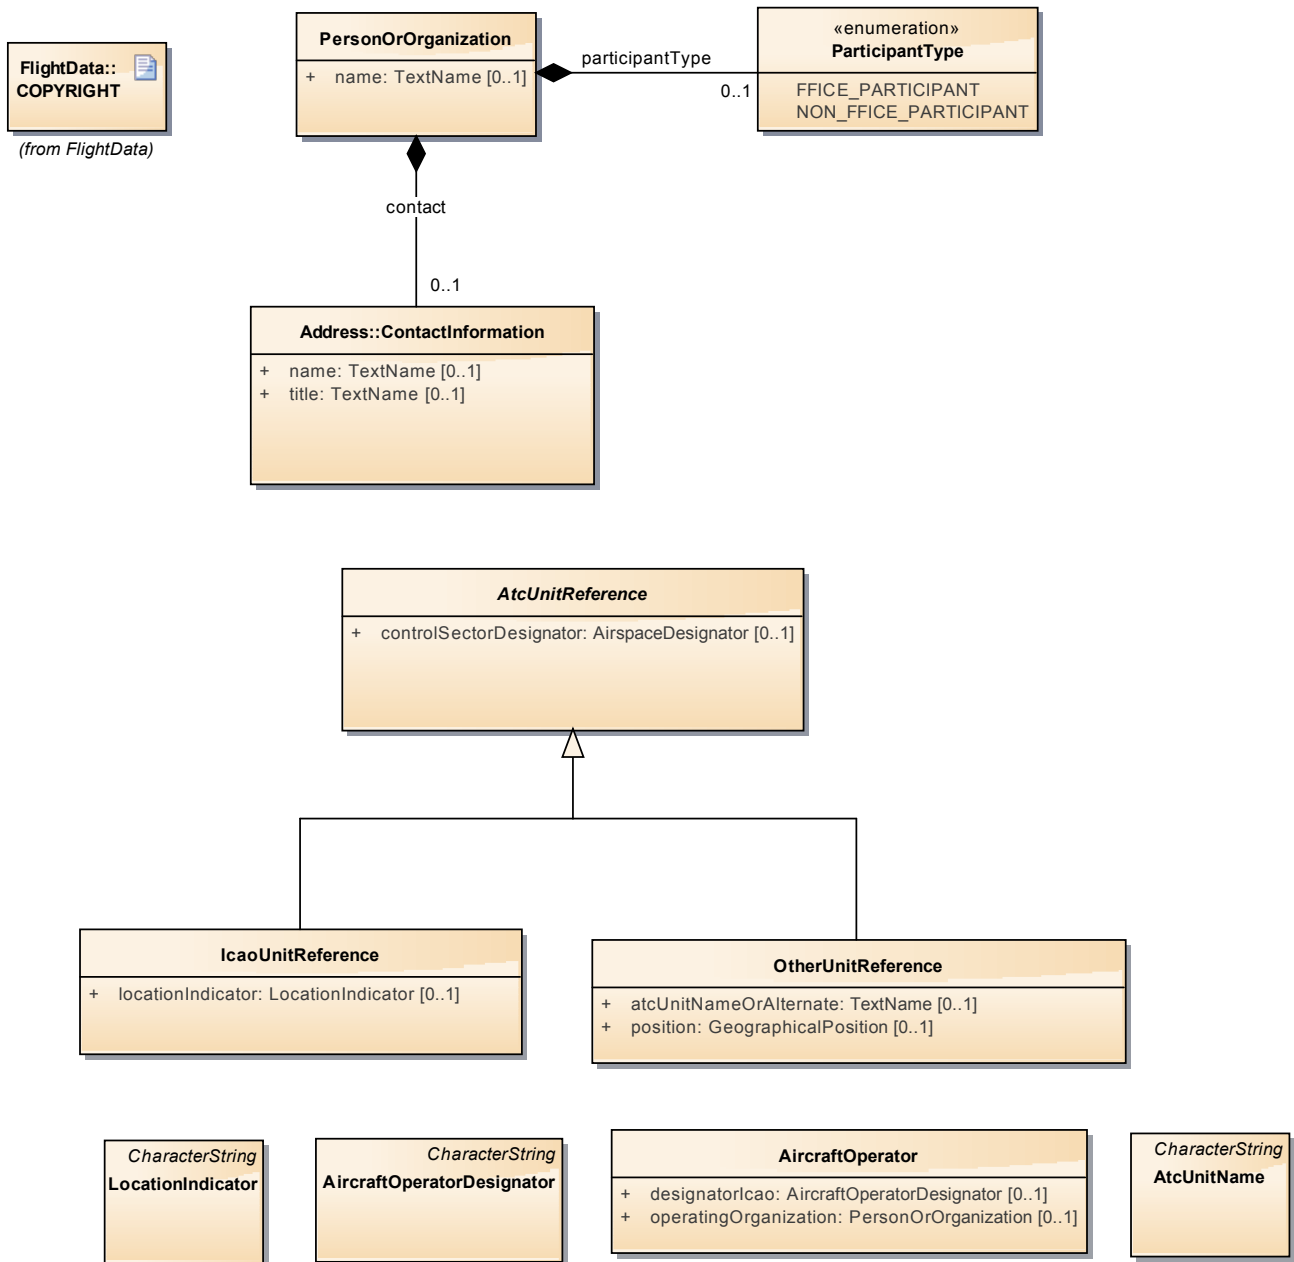 FlightData::
COPYRIGHT
(from FlightData)
PersonOrOrganization
+ name: TextName [0..1]
participantType
0..1
«enumeration»
ParticipantType
FFICE_PARTICIPANT
NON_FFICE_PARTICIPANT
contact
0..1
Address::ContactInformation
+ name: TextName [0..1]
+ title: TextName [0..1]
AtcUnitReference
+ controlSectorDesignator: AirspaceDesignator [0..1]
IcaoUnitReference
+ locationIndicator: LocationIndicator [0..1]
OtherUnitReference
+ atcUnitNameOrAlternate: TextName [0..1]
+ position: GeographicalPosition [0..1]
CharacterString
LocationIndicator
CharacterString
AircraftOperatorDesignator
AircraftOperator
+ designatorIcao: AircraftOperatorDesignator [0..1]
+ operatingOrganization: PersonOrOrganization [0..1]
CharacterString
AtcUnitName